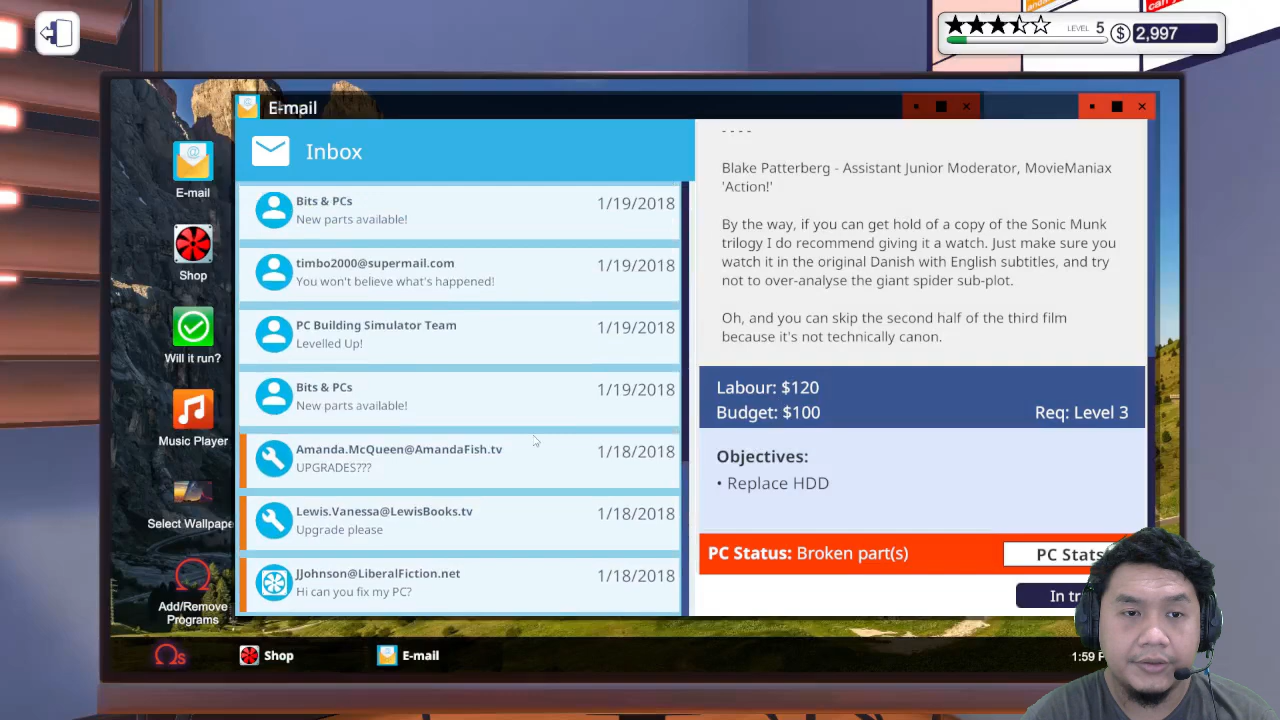 LEVEL 5 $ 2,997
E-mail
Inbox
E-mail
Shop
Will it run?
Music Player
Select Wallpape
Add/Remove
Programs
Bits & PCs 1/19/2018
New parts available!
timbo2000@supermail.com 1/19/2018
You won't believe what's happened!
PC Building Simulator Team 1/19/2018
Levelled Up!
Bits & PCs 1/19/2018
New parts available!
Amanda.McQueen@AmandaFish.tv 1/18/2018
UPGRADES???
Lewis.Vanessa@LewisBooks.tv 1/18/2018
Upgrade please
JJohnson@LiberalFiction.net 1/18/2018
Hi can you fix my PC?
- - - -
Blake Patterberg - Assistant Junior Moderator, MovieManiax
'Action!'
By the way, if you can get hold of a copy of the Sonic Munk
trilogy I do recommend giving it a watch. Just make sure you
watch it in the original Danish with English subtitles, and try
not to over-analyse the giant spider sub-plot.
Oh, and you can skip the second half of the third film
because it's not technically canon.
Labour: $120
Budget: $100 Req: Level 3
Objectives:
• Replace HDD
PC Status: Broken part(s) PC Stats
In tr
Shop E-mail 1:59 P